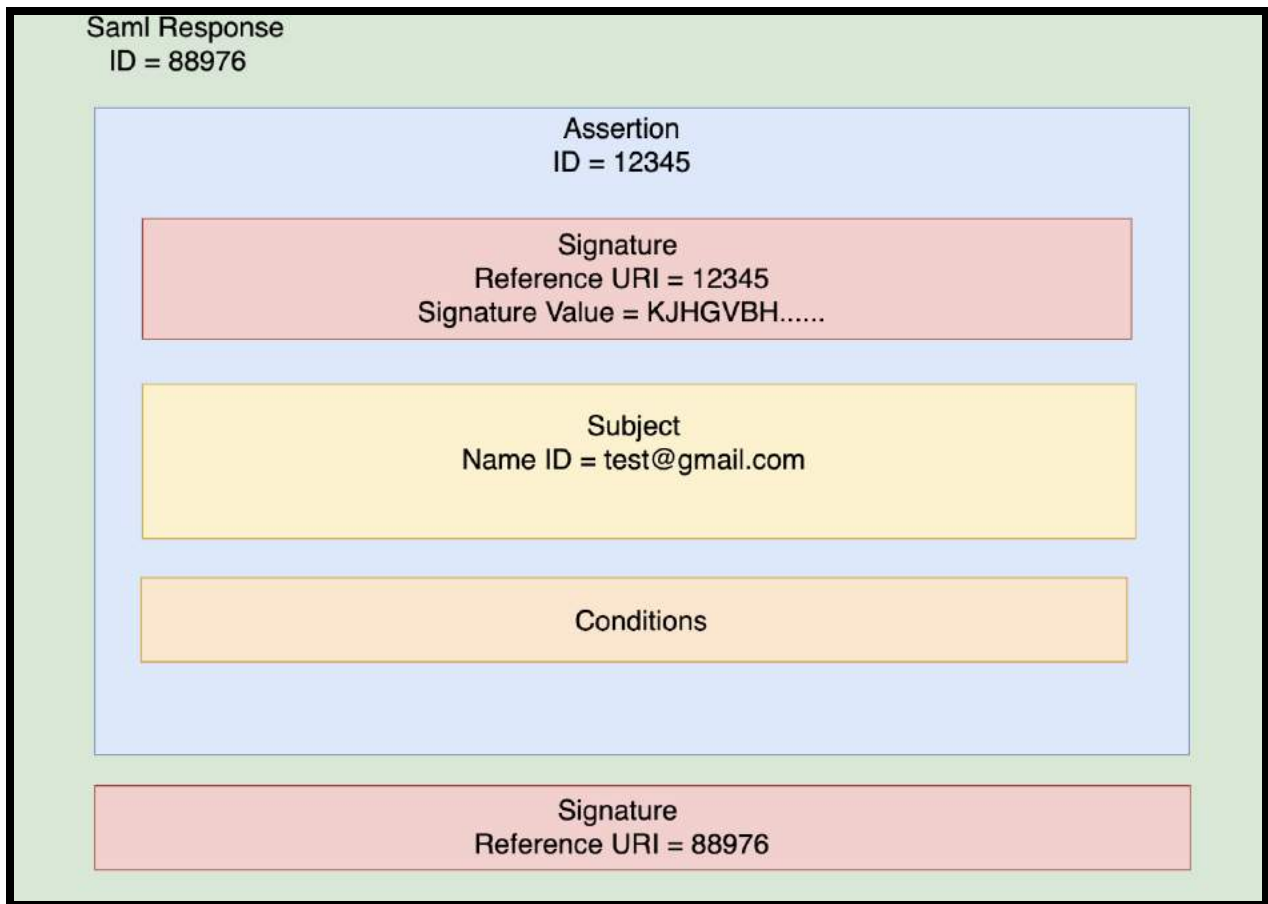 Saml Response
ID = 88976
Assertion
ID = 12345
Signature
Reference URI = 12345
Signature Value = KJHGVBH......
Subject
Name ID = test@gmail.com
Conditions
Signature
Reference URI = 88976